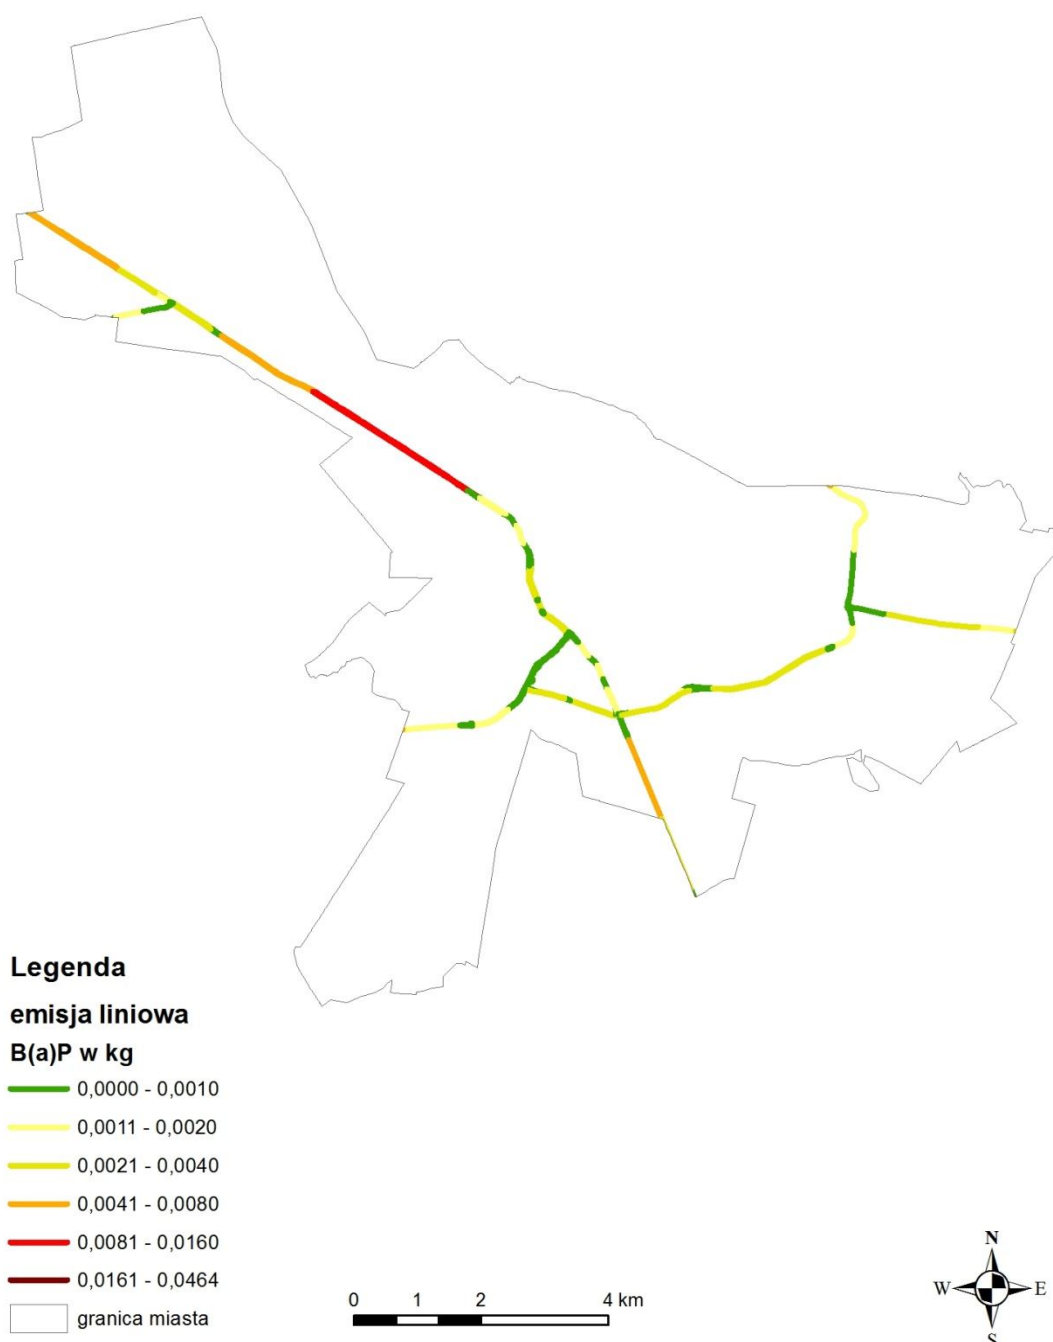 Legenda
emisja liniowa
B(a)P w kg
0,0000 - 0,0010
0,0011 - 0,0020
0,0021 - 0,0040
0,0041 - 0,0080
0,0081 - 0,0160
0,0161 - 0,0464
granica miasta
0 1 2 4 km
N
W E
S